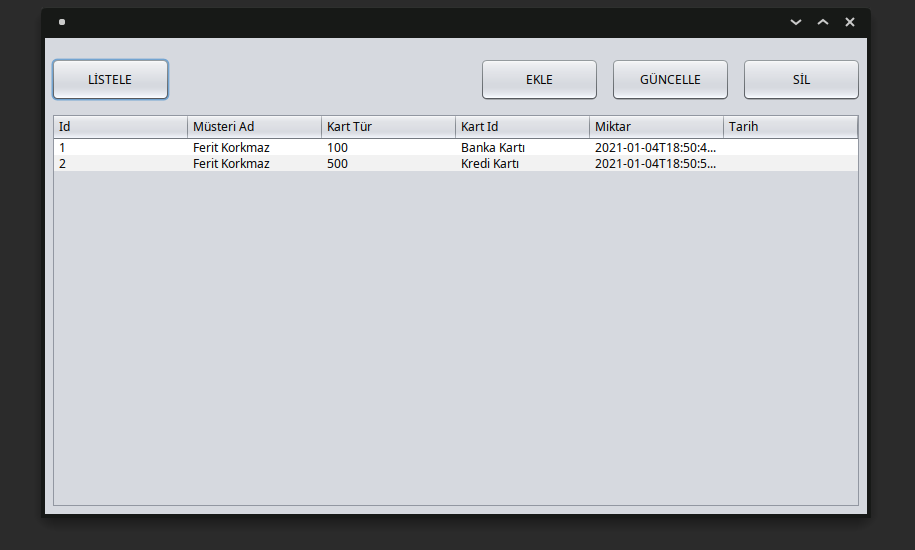 LİSTELE EKLE GÜNCELLE SİL
Id Müsteri Ad Kart Tür Kart Id Miktar Tarih
1 Ferit Korkmaz 100 Banka Kartı 2021-01-04T18:50:4...
2 Ferit Korkmaz 500 Kredi Kartı 2021-01-04T18:50:5...